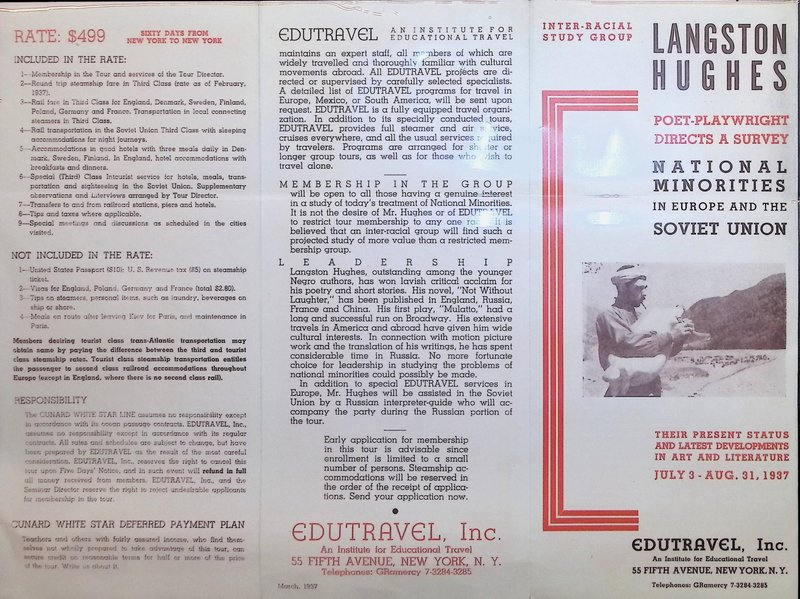 RATE: $499
SIXTY DAYS FROM
NEW YORK TO NEW YORK
INCLUDED IN THE RATE:
1—Membership in the Tour and services of the Tour Director.
2—Round trip steamship fare in Third Class (rate as of February,
1937).
3—Rail fare in Third Class for England, Denmark, Sweden, Finland,
Poland, Germany and France. Transportation in local connecting
steamers in Third Class.
4—Rail transportation in the Soviet Union Third Class with sleeping
accommodations for night journeys.
5—Accommodations in good hotels with three meals daily in Den-
mark, Sweden, Finland. In England, hotel accommodations with
breakfasts and dinners.
6—Special (Third) Class Intourist service for hotels, meals, trans-
portation and sightseeing in the Soviet Union. Supplementary
observations and interviews arranged by Tour Director.
7—Transfers to and from railroad stations, piers and hotels.
8—Tips and taxes where applicable.
9—Special meetings and discussions as scheduled in the cities
visited.
NOT INCLUDED IN THE RATE:
1—United States Passport ($10); U. S. Revenue tax ($5) on steamship
ticket.
2—Visas for England, Poland, Germany and France (total $2.80).
3—Tips on steamers, personal items, such as laundry, beverages on
ship or shore.
4—Meals en route after leaving Kiev for Paris, and maintenance in
Paris.
Members desiring tourist class trans-Atlantic transportation may
obtain same by paying the difference between the third and tourist
class steamship rates. Tourist class steamship transportation entitles
the passenger to second class railroad accommodations throughout
Europe (except in England, where there is no second class rail).
RESPONSIBILITY
The CUNARD WHITE STAR LINE assumes no responsibility except
in accordance with its ocean passage contracts. EDUTRAVEL, Inc.,
assumes no responsibility except in accordance with its regular
contracts. All rates and schedules are subject to change, but have
been prepared by EDUTRAVEL as the result of the most careful
consideration. EDUTRAVEL, Inc., reserves the right to cancel this
tour upon Five Days' Notice, and in such event will refund in full
all money received from members. EDUTRAVEL, Inc., and the
Seminar Director reserve the right to reject undesirable applicants
for membership in the tour.
CUNARD WHITE STAR DEFERRED PAYMENT PLAN
Teachers and others with fairly assured income, who find them-
selves not wholly prepared to take advantage of this tour, can
secure credit on reasonable terms for half or more of the price
of the tour. Write us about it.
EDUTRAVEL AN INSTITUTE FOR
EDUCATIONAL TRAVEL
maintains an expert staff, all members of which are
widely travelled and thoroughly familiar with cultural
movements abroad. All EDUTRAVEL projects are di-
rected or supervised by carefully selected specialists.
A detailed list of EDUTRAVEL programs for travel in
Europe, Mexico, or South America, will be sent upon
request. EDUTRAVEL is a fully equipped travel organi-
zation. In addition to its specially conducted tours,
EDUTRAVEL provides full steamer and air service,
cruises everywhere, and all the usual services required
by travelers. Programs are arranged for shorter or
longer group tours, as well as for those who wish to
travel alone.
MEMBERSHIP IN THE GROUP
will be open to all those having a genuine interest
in a study of today's treatment of National Minorities.
It is not the desire of Mr. Hughes or of EDUTRAVEL
to restrict tour membership to any one race. It is
believed that an inter-racial group will find such a
projected study of more value than a restricted mem-
bership group.
LEADERSHIP
Langston Hughes, outstanding among the younger
Negro authors, has won lavish critical acclaim for
his poetry and short stories. His novel, "Not Without
Laughter," has been published in England, Russia,
France and China. His first play, "Mulatto," had a
long and successful run on Broadway. His extensive
travels in America and abroad have given him wide
cultural interests. In connection with motion picture
work and the translation of his writings, he has spent
considerable time in Russia. No more fortunate
choice for leadership in studying the problems of
national minorities could possibly be made.
In addition to special EDUTRAVEL services in
Europe, Mr. Hughes will be assisted in the Soviet
Union by a Russian interpreter-guide who will ac-
company the party during the Russian portion of
the tour.
Early application for membership
in this tour is advisable since
enrollment is limited to a small
number of persons. Steamship ac-
commodations will be reserved in
the order of the receipt of applica-
tions. Send your application now.
EDUTRAVEL, Inc.
An Institute for Educational Travel
55 FIFTH AVENUE, NEW YORK, N. Y.
Telephones: GRamercy 7-3284-3285
March, 1937
INTER-RACIAL
STUDY GROUP
LANGSTON
HUGHES
POET-PLAYWRIGHT
DIRECTS A SURVEY
NATIONAL
MINORITIES
IN EUROPE AND THE
SOVIET UNION
THEIR PRESENT STATUS
AND LATEST DEVELOPMENTS
IN ART AND LITERATURE
JULY 3 - AUG. 31, 1937
EDUTRAVEL, Inc.
An Institute for Educational Travel
55 FIFTH AVENUE, NEW YORK, N. Y.
Telephones: GRamercy 7-3284-3285